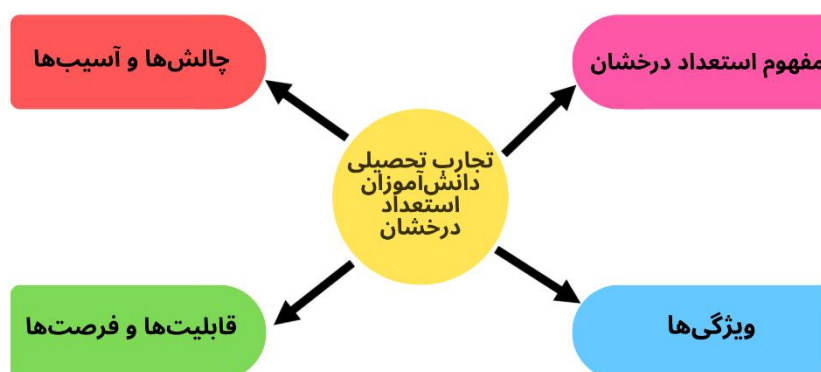 مفهوم استعداد درخشان
چالش‌ها و آسیب‌ها
تجارب تحصیلی
دانش‌آموزان
استعداد
درخشان
ویژگی‌ها
قابلیت‌ها و فرصت‌ها